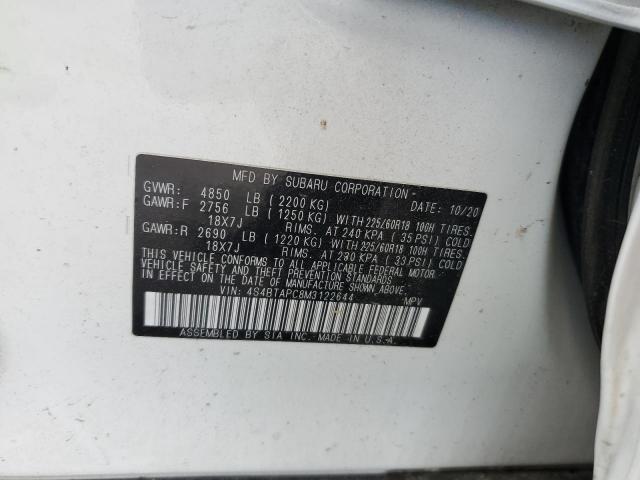 MFD BY SUBARU CORPORATION
GVWR: 4850 LB (2200 KG) DATE: 10/20
GAWR:F 2756 LB (1250 KG) WITH 225/60R18 100H TIRES,
18X7J RIMS, AT 240 KPA (35 PSI) COLD
GAWR:R 2690 LB (1220 KG) WITH 225/60R18 100H TIRES,
18X7J RIMS, AT 230 KPA (33 PSI) COLD
THIS VEHICLE CONFORMS TO ALL APPLICABLE FEDERAL MOTOR
VEHICLE SAFETY AND THEFT PREVENTION STANDARDS
IN EFFECT ON THE DATE OF MANUFACTURE SHOWN ABOVE.
VIN: 4S4BTAPC8M3122644 MPV
ASSEMBLED BY SIA INC. MADE IN U.S.A.